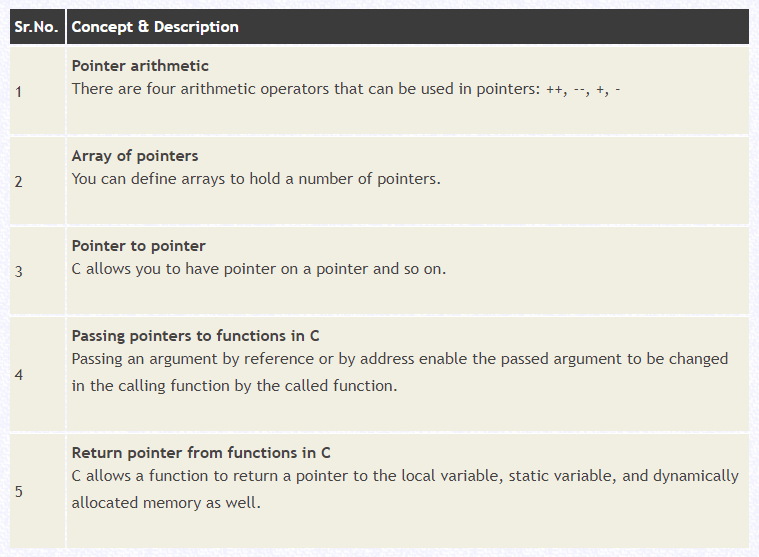 Sr.No. Concept & Description
1
Pointer arithmetic
There are four arithmetic operators that can be used in pointers: ++, --, +, -
2
Array of pointers
You can define arrays to hold a number of pointers.
3
Pointer to pointer
C allows you to have pointer on a pointer and so on.
4
Passing pointers to functions in C
Passing an argument by reference or by address enable the passed argument to be changed
in the calling function by the called function.
5
Return pointer from functions in C
C allows a function to return a pointer to the local variable, static variable, and dynamically
allocated memory as well.